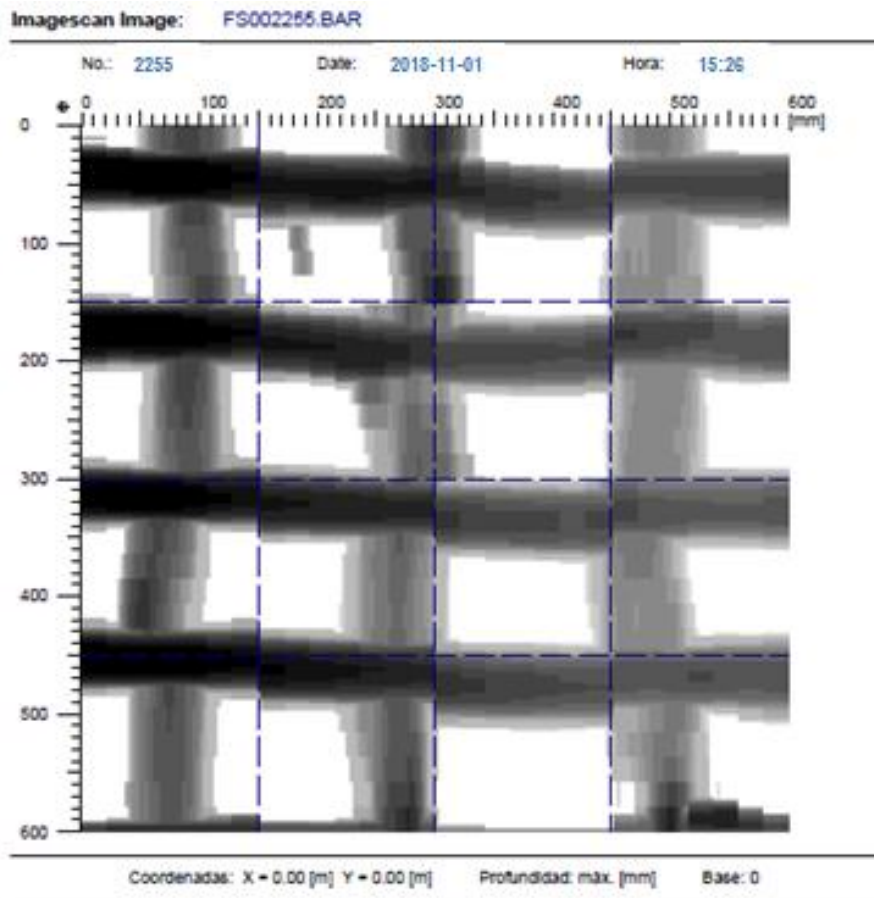 Imagescan Image: FS002255.BAR
No.: 2255 Date: 2018-11-01 Hora: 15:26
0 100 200 300 400 500 600
[mm]
0
100
200
300
400
500
600
Coordenadas: X = 0.00 [m] Y = 0.00 [m] Profundidad: máx. [mm] Base: 0